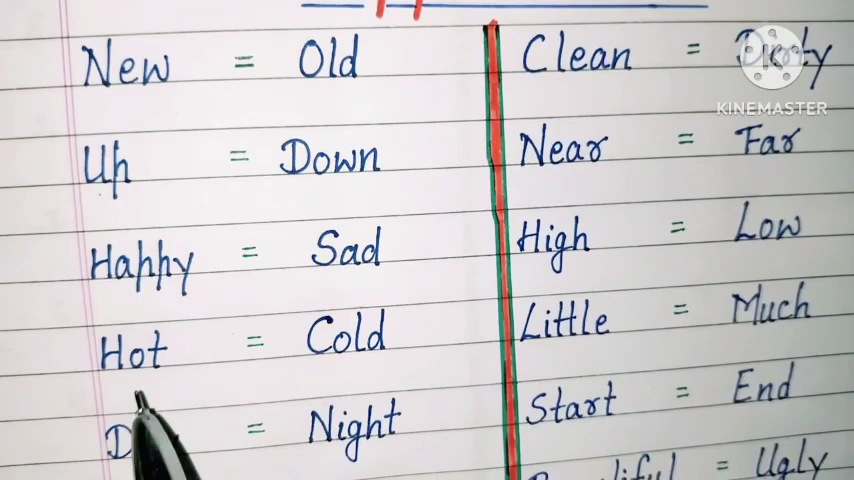 New = Old
Up = Down
Happy = Sad
Hot = Cold
= Night
Clean = Dirty
Near = Far
High = Low
Little = Much
Start = End
= Ugly
KINEMASTER